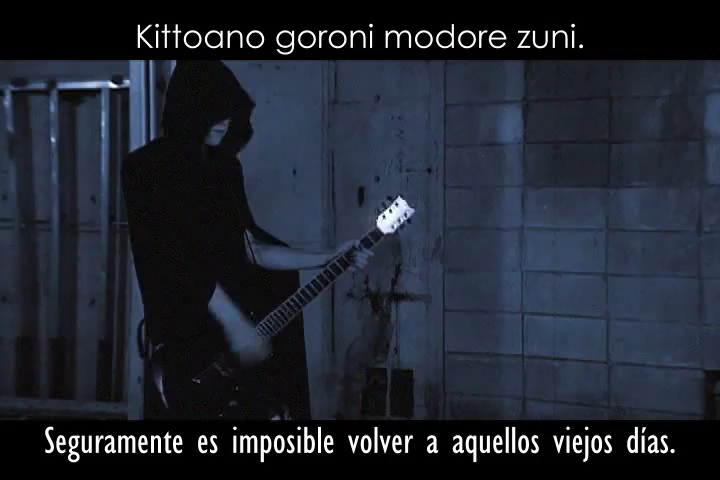 Kittoano goroni modore zuni.
Seguramente es imposible volver a aquellos viejos días.